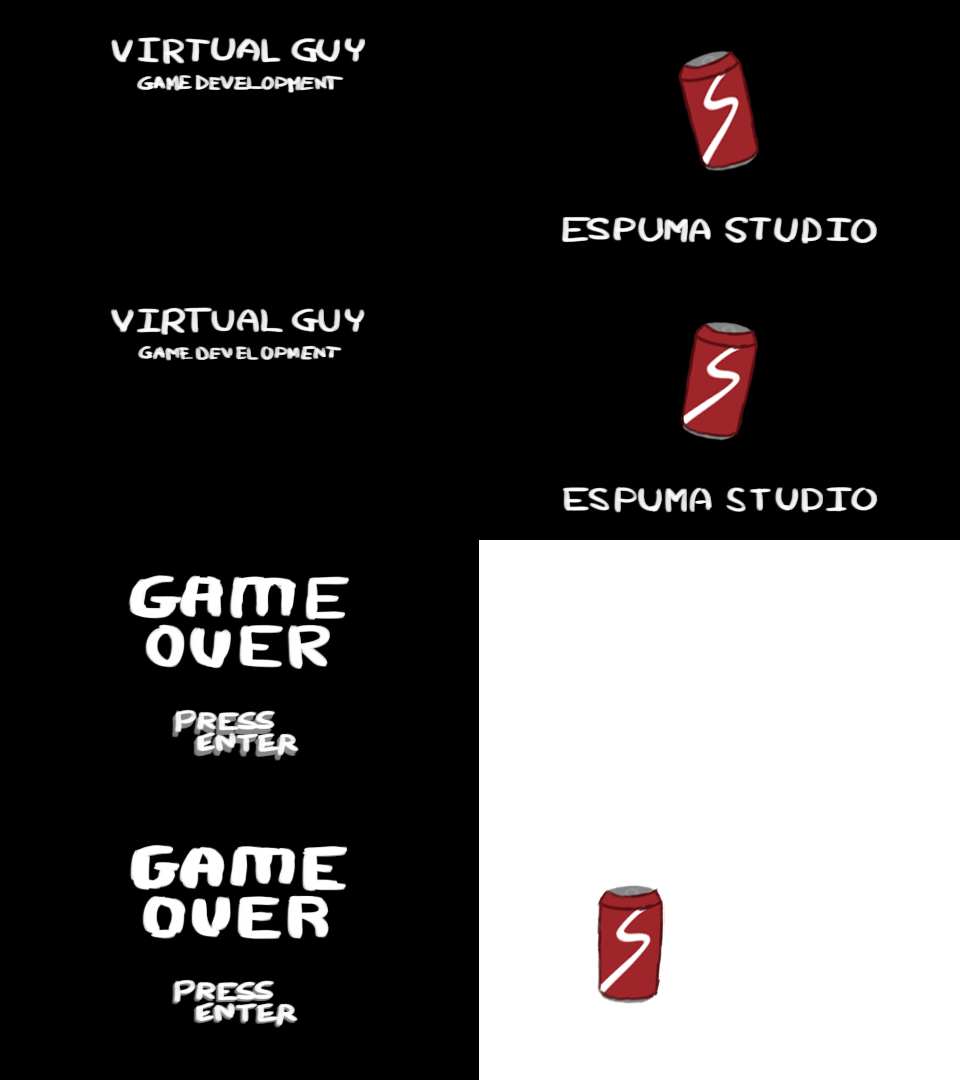 VIRTUAL GUY
GAME DEVELOPMENT
S
ESPUMA STUDIO
VIRTUAL GUY
GAME DEVELOPMENT
S
ESPUMA STUDIO
GAME
OVER
PRESS
ENTER
GAME
OVER
PRESS
ENTER
S